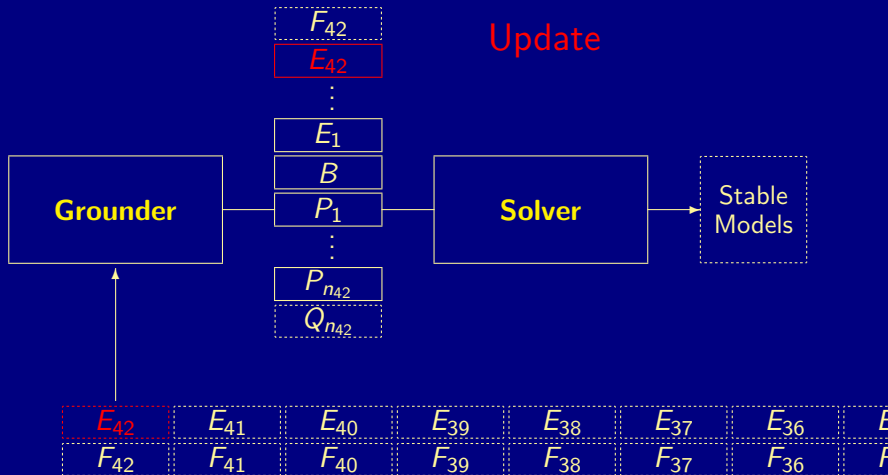 F₄₂
Update
E₄₂
⋮
E₁
B
Grounder
P₁
Solver
Stable
Models
⋮
Pₙ₄₂
Qₙ₄₂
E₄₂ E₄₁ E₄₀ E₃₉ E₃₈ E₃₇ E₃₆
F₄₂ F₄₁ F₄₀ F₃₉ F₃₈ F₃₇ F₃₆